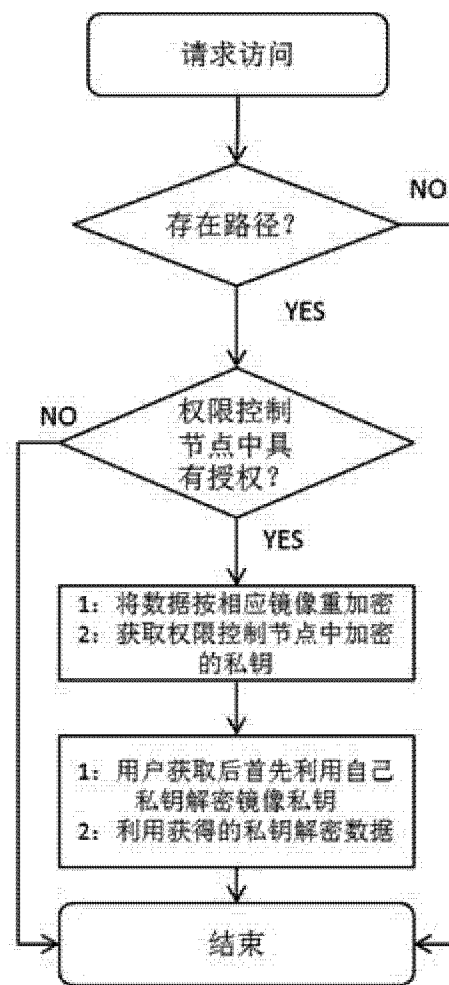 请求访问
NO
存在路径？
YES
NO
权限控制
节点中具
有授权？
YES
1：将数据按相应镜像重加密
2：获取权限控制节点中加密
的私钥
1：用户获取后首先利用自己
私钥解密镜像私钥
2：利用获得的私钥解密数据
结束